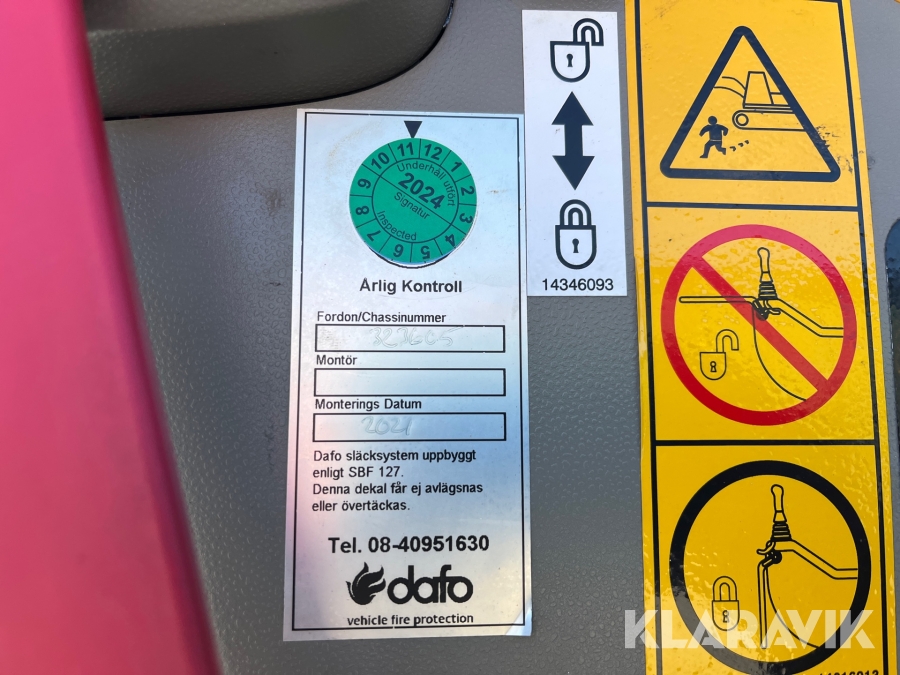 10 11 12 1 2 3 4 5 6 7 8 9
Underhåll utfört
2024
Signatur
Inspected
Årlig Kontroll
Fordon/Chassinummer
Montör
Monterings Datum
2021
Dafo släcksystem uppbyggt
enligt SBF 127.
Denna dekal får ej avlägsnas
eller övertäckas.
Tel. 08-40951630
dafo
vehicle fire protection
14346093
KLARAVIK